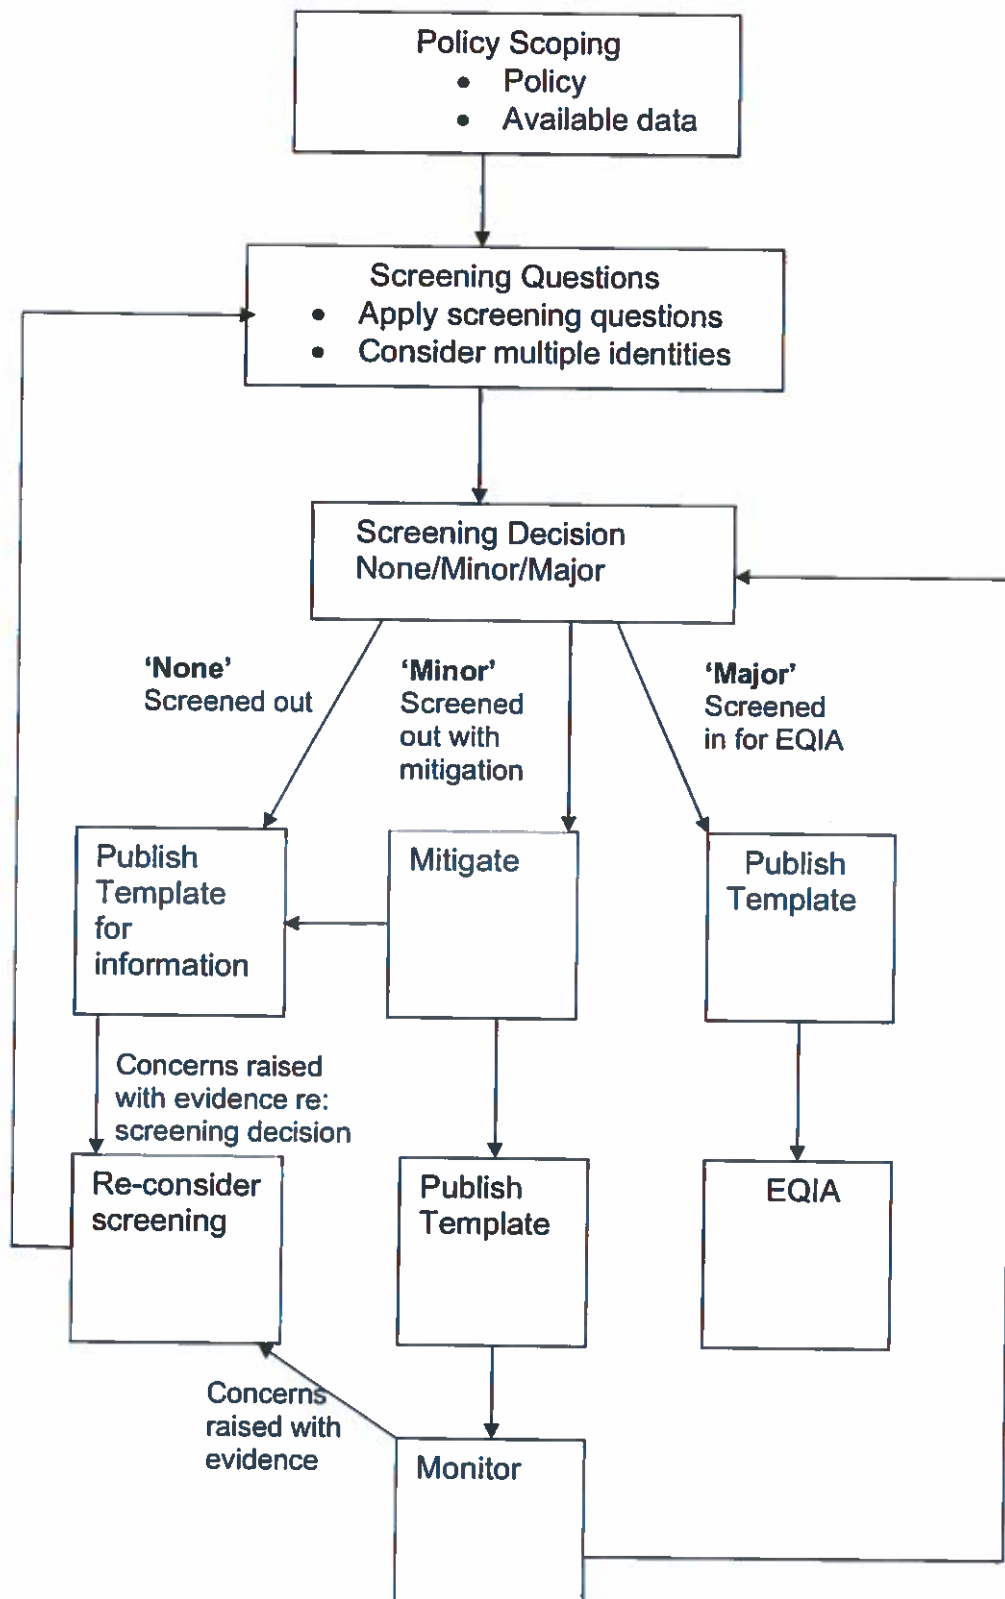 Policy Scoping
• Policy
• Available data
Screening Questions
• Apply screening questions
• Consider multiple identities
Screening Decision
None/Minor/Major
‘None’
Screened out
‘Minor’
Screened
out with
mitigation
‘Major’
Screened
in for EQIA
Publish
Template
for
information
Mitigate
Publish
Template
Concerns raised
with evidence re:
screening decision
Re-consider
screening
Publish
Template
EQIA
Concerns
raised with
evidence
Monitor